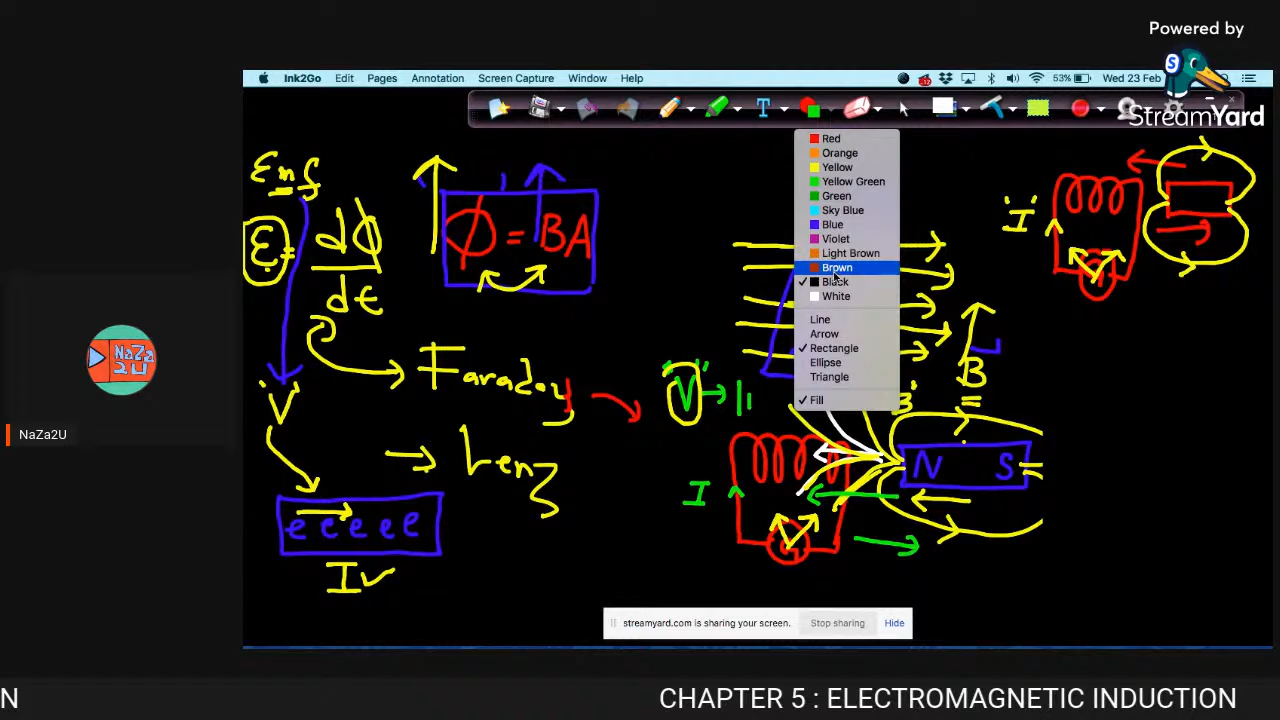 Powered by
StreamYard
Ink2Go Edit Pages Annotation Screen Capture Window Help
53% Wed 23 Feb
Red
Orange
Yellow
Yellow Green
Green
Sky Blue
Blue
Violet
Light Brown
Brown
Black
White
Line
Arrow
Rectangle
Ellipse
Triangle
Fill
Emf
ε = dΦ
dt
Φ = BA
'I'
G
Faraday
'V'
Lenz
e e e e e
I
"V"
B
I
N S
G
NaZa
2U
NaZa2U
streamyard.com is sharing your screen. Stop sharing Hide
N
CHAPTER 5 : ELECTROMAGNETIC INDUCTION